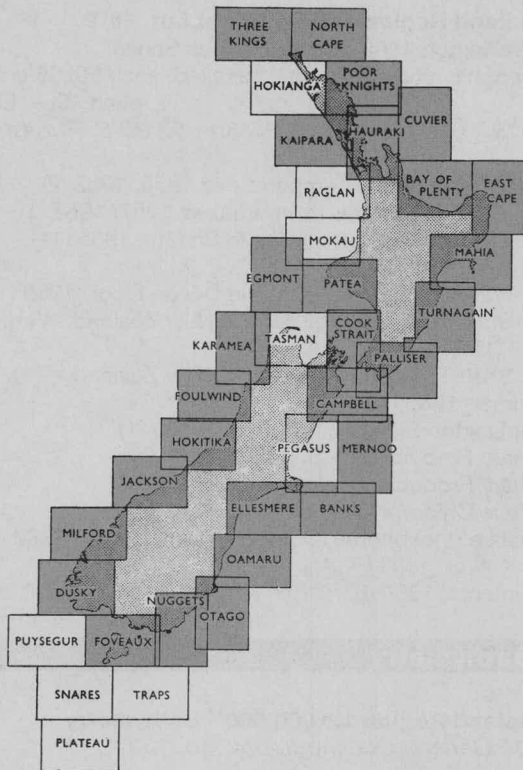 THREE
KINGS
NORTH
CAPE
HOKIANGA
POOR
KNIGHTS
CUVIER
KAIPARA
HAURAKI
RAGLAN
BAY OF
PLENTY
EAST
CAPE
MOKAU
MAHIA
EGMONT
PATEA
TURNAGAIN
KARAMEA
TASMAN
COOK
STRAIT
PALLISER
FOULWIND
CAMPBELL
HOKITIKA
PEGASUS
MERNOO
JACKSON
ELLESMERE
BANKS
MILFORD
OAMARU
DUSKY
NUGGETS
OTAGO
PUYSEGUR
FOVEAUX
SNARES
TRAPS
PLATEAU